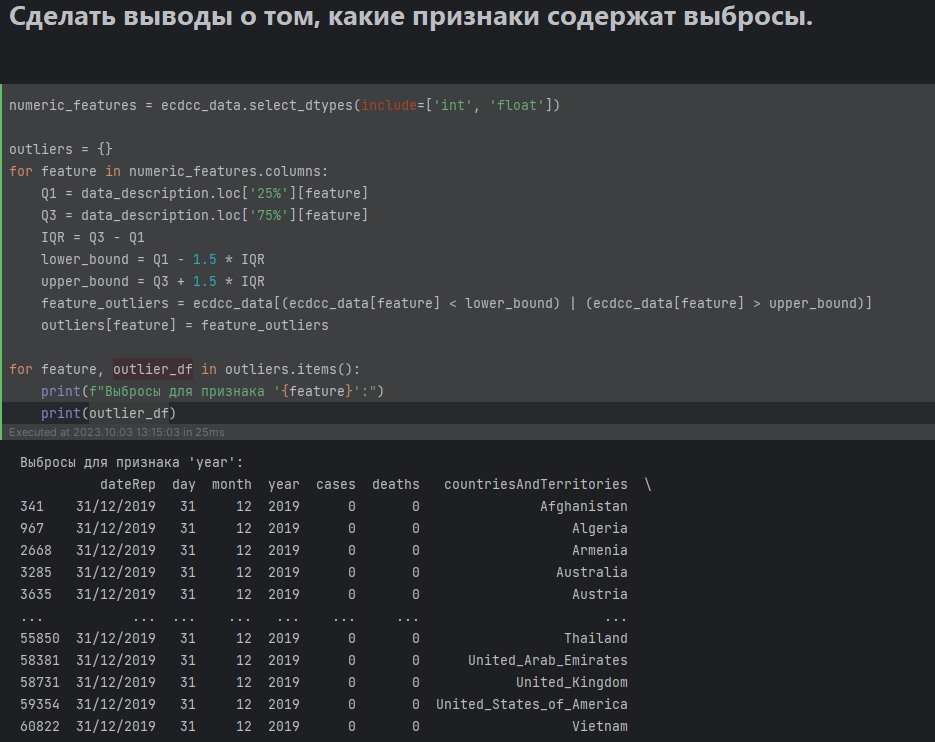 Сделать выводы о том, какие признаки содержат выбросы.
numeric_features = ecdcc_data.select_dtypes(include=['int', 'float'])
outliers = {}
for feature in numeric_features.columns:
    Q1 = data_description.loc['25%'][feature]
    Q3 = data_description.loc['75%'][feature]
    IQR = Q3 - Q1
    lower_bound = Q1 - 1.5 * IQR
    upper_bound = Q3 + 1.5 * IQR
    feature_outliers = ecdcc_data[(ecdcc_data[feature] < lower_bound) | (ecdcc_data[feature] > upper_bound)]
    outliers[feature] = feature_outliers
for feature, outlier_df in outliers.items():
    print(f"Выбросы для признака '{feature}':")
    print(outlier_df)
Executed at 2023.10.03 13:15:03 in 25ms
Выбросы для признака 'year':
dateRep day month year cases deaths countriesAndTerritories \
341 31/12/2019 31 12 2019 0 0 Afghanistan
967 31/12/2019 31 12 2019 0 0 Algeria
2668 31/12/2019 31 12 2019 0 0 Armenia
3285 31/12/2019 31 12 2019 0 0 Australia
3635 31/12/2019 31 12 2019 0 0 Austria
... ... ... ... ... ... ... ...
55850 31/12/2019 31 12 2019 0 0 Thailand
58381 31/12/2019 31 12 2019 0 0 United_Arab_Emirates
58731 31/12/2019 31 12 2019 0 0 United_Kingdom
59354 31/12/2019 31 12 2019 0 0 United_States_of_America
60822 31/12/2019 31 12 2019 0 0 Vietnam